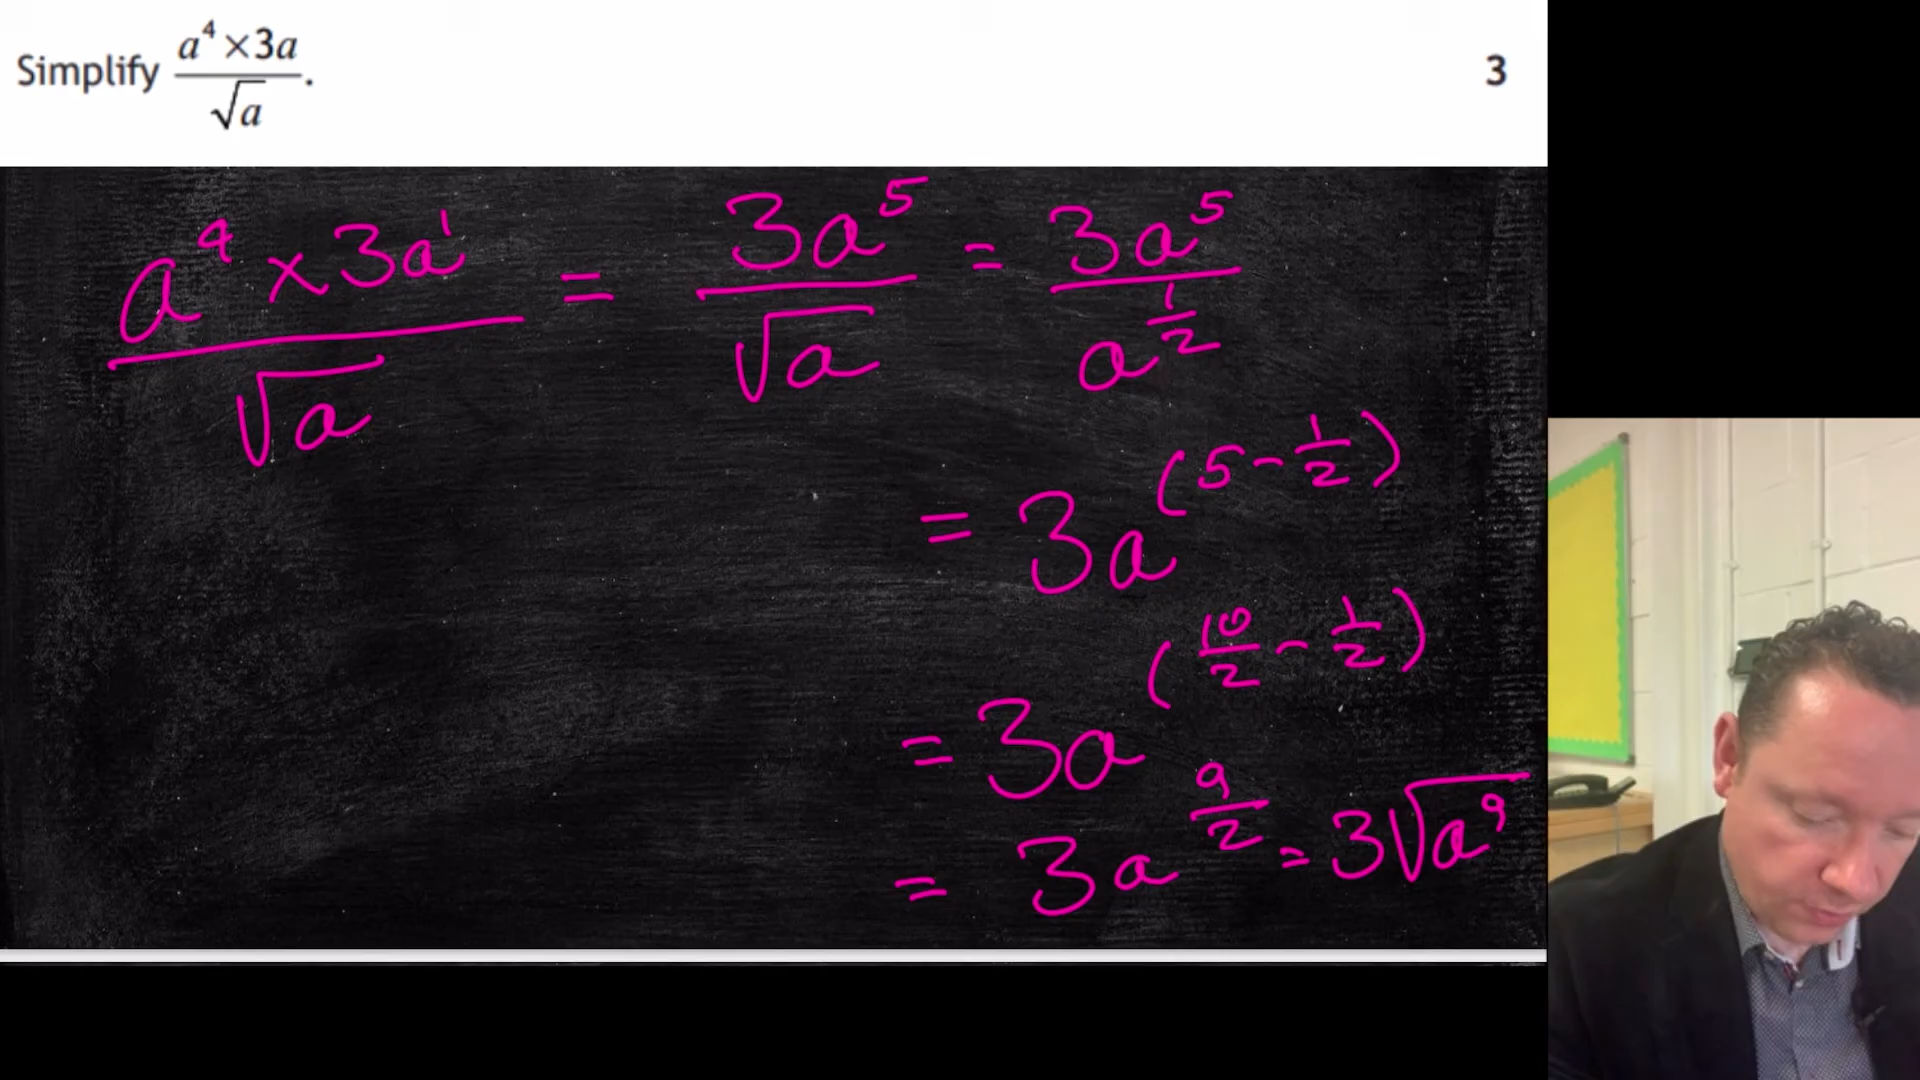 Simplify (a⁴ × 3a)/√a. 3
(a⁴ × 3a¹)/√a = 3a⁵/√a = 3a⁵/a^(1/2)
= 3a^(5 - 1/2)
= 3a^(10/2 - 1/2)
= 3a^(9/2) = 3√a⁹